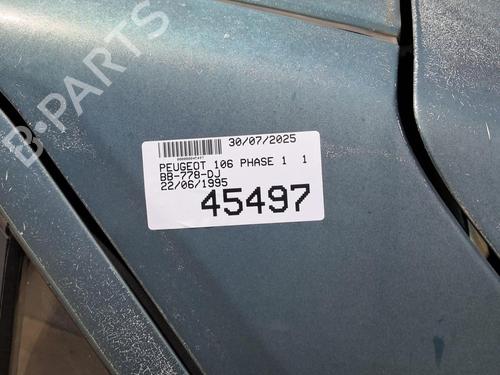 30/07/2025
PEUGEOT 106 PHASE 1 1
BB-778-DJ
22/06/1995
45497
B-PARTS